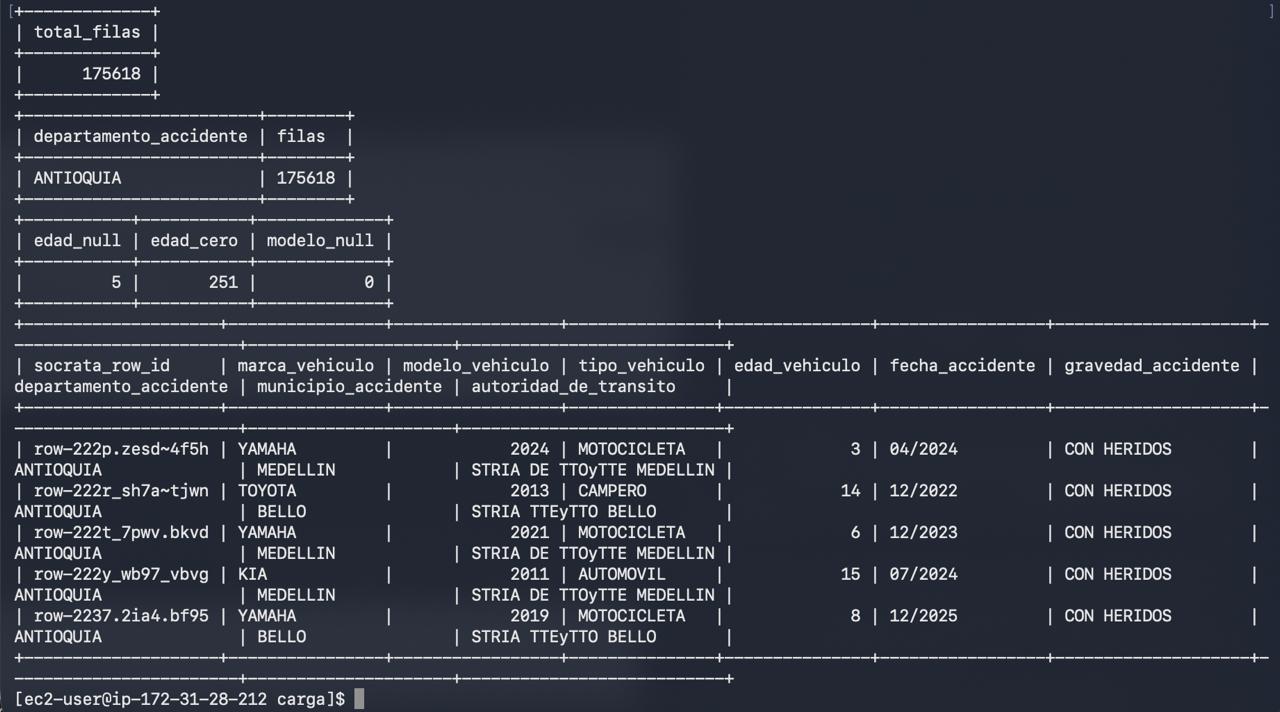 [+-------------+ ]
| total_filas |
+-------------+
|      175618 |
+-------------+
+------------------------+--------+
| departamento_accidente | filas  |
+------------------------+--------+
| ANTIOQUIA              | 175618 |
+------------------------+--------+
+-----------+-----------+-------------+
| edad_null | edad_cero | modelo_null |
+-----------+-----------+-------------+
|         5 |       251 |           0 |
+-----------+-----------+-------------+
+--------------------+----------------+-----------------+---------------+---------------+-----------------+--------------------+-
-----------------------+---------------------+---------------------------+
| socrata_row_id     | marca_vehiculo | modelo_vehiculo | tipo_vehiculo | edad_vehiculo | fecha_accidente | gravedad_accidente |
departamento_accidente | municipio_accidente | autoridad_de_transito     |
+--------------------+----------------+-----------------+---------------+---------------+-----------------+--------------------+-
-----------------------+---------------------+---------------------------+
| row-222p.zesd~4f5h | YAMAHA         |            2024 | MOTOCICLETA   |             3 | 04/2024         | CON HERIDOS        |
ANTIOQUIA              | MEDELLIN            | STRIA DE TTOyTTE MEDELLIN |
| row-222r_sh7a~tjwn | TOYOTA         |            2013 | CAMPERO       |            14 | 12/2022         | CON HERIDOS        |
ANTIOQUIA              | BELLO               | STRIA TTEyTTO BELLO       |
| row-222t_7pwv.bkvd | YAMAHA         |            2021 | MOTOCICLETA   |             6 | 12/2023         | CON HERIDOS        |
ANTIOQUIA              | MEDELLIN            | STRIA DE TTOyTTE MEDELLIN |
| row-222y_wb97_vbvg | KIA            |            2011 | AUTOMOVIL     |            15 | 07/2024         | CON HERIDOS        |
ANTIOQUIA              | MEDELLIN            | STRIA DE TTOyTTE MEDELLIN |
| row-2237.2ia4.bf95 | YAMAHA         |            2019 | MOTOCICLETA   |             8 | 12/2025         | CON HERIDOS        |
ANTIOQUIA              | BELLO               | STRIA TTEyTTO BELLO       |
+--------------------+----------------+-----------------+---------------+---------------+-----------------+--------------------+-
-----------------------+---------------------+---------------------------+
[ec2-user@ip-172-31-28-212 carga]$